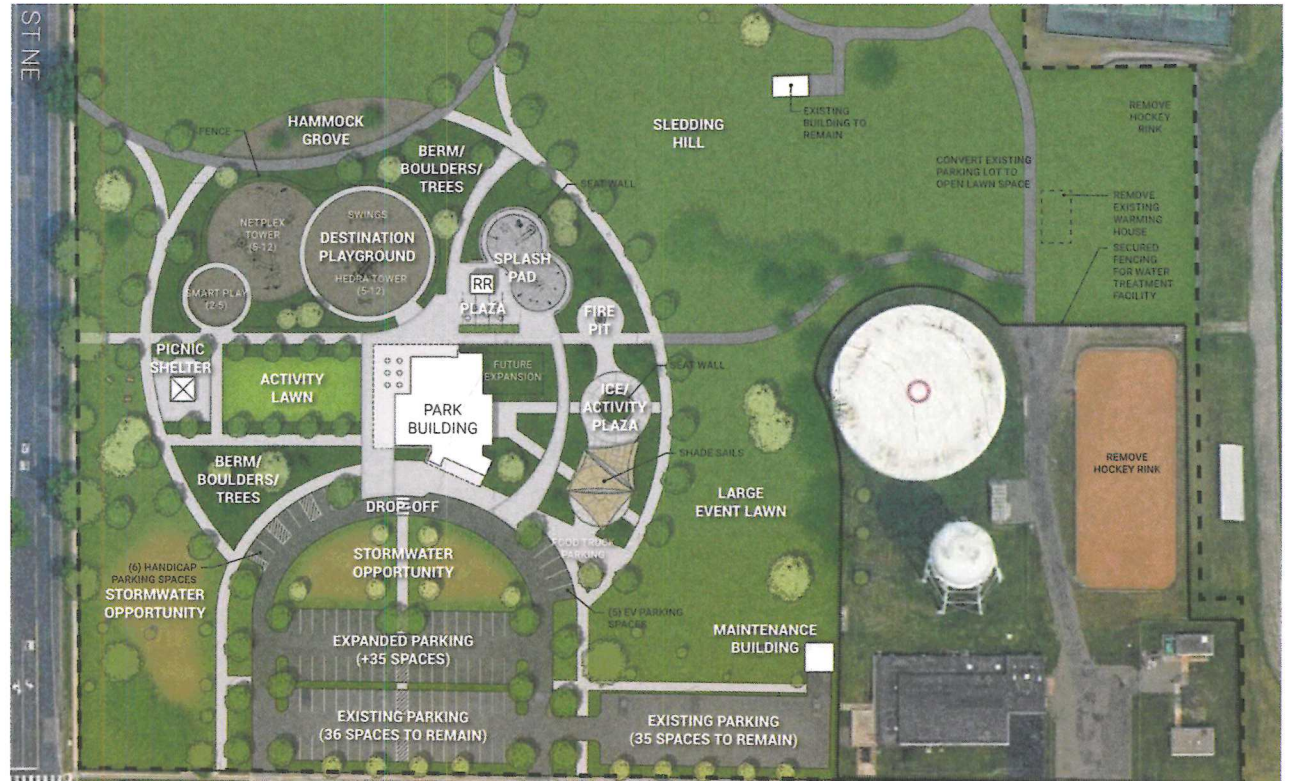 ST NE
FENCE
HAMMOCK
GROVE
BERM/
BOULDERS/
TREES
SLEDDING
HILL
EXISTING
BUILDING TO
REMAIN
REMOVE
HOCKEY
RINK
CONVERT EXISTING
PARKING LOT TO
OPEN LAWN SPACE
SEAT WALL
REMOVE
EXISTING
WARMING
HOUSE
SECURED
FENCING
FOR WATER
TREATMENT
FACILITY
NETPLEX
TOWER
(5-12)
SWINGS
DESTINATION
PLAYGROUND
HEDRA TOWER
(5-12)
SMART PLAY
(2-5)
SPLASH
PAD
RR
PLAZA
FIRE
PIT
PICNIC
SHELTER
ACTIVITY
LAWN
FUTURE
EXPANSION
SEAT WALL
PARK
BUILDING
ICE/
ACTIVITY
PLAZA
SHADE SAILS
BERM/
BOULDERS/
TREES
REMOVE
HOCKEY RINK
LARGE
EVENT LAWN
DROP-OFF
FOOD TRUCK
PARKING
STORMWATER
OPPORTUNITY
(6) HANDICAP
PARKING SPACES
STORMWATER
OPPORTUNITY
(5) EV PARKING
SPACES
EXPANDED PARKING
(+35 SPACES)
MAINTENANCE
BUILDING
EXISTING PARKING
(36 SPACES TO REMAIN)
EXISTING PARKING
(35 SPACES TO REMAIN)